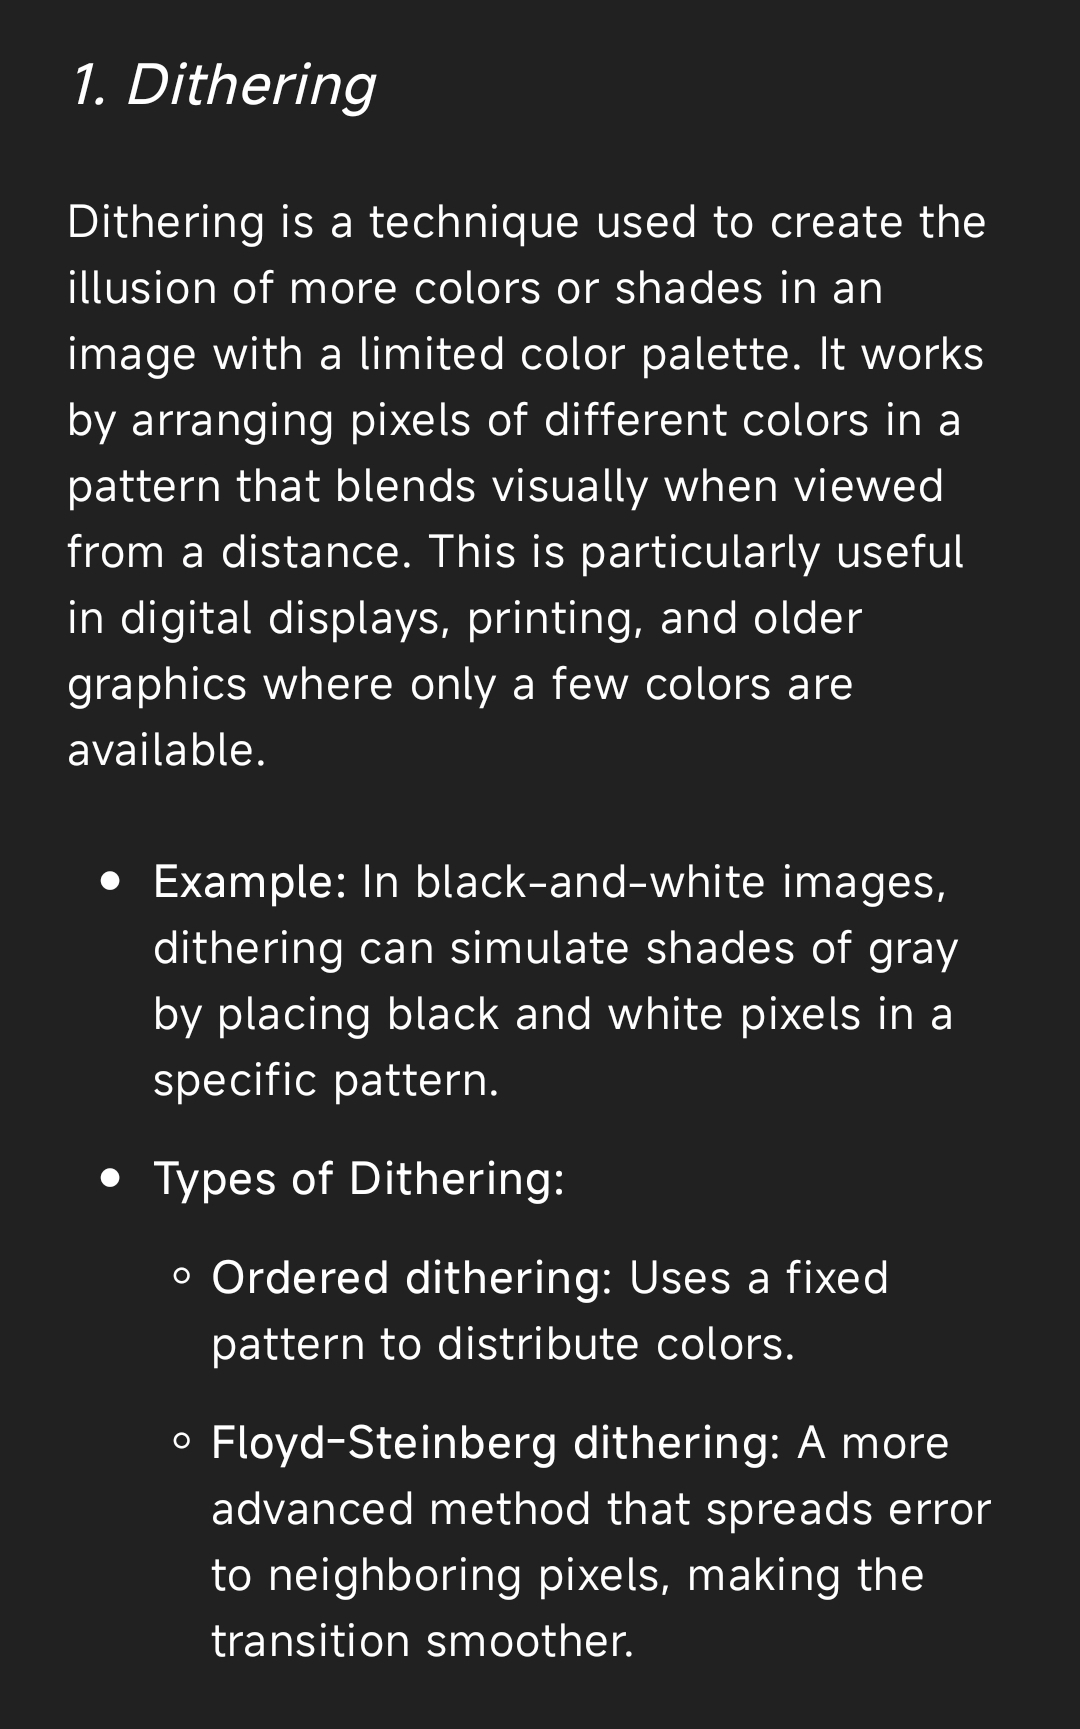 1. Dithering
Dithering is a technique used to create the
illusion of more colors or shades in an
image with a limited color palette. It works
by arranging pixels of different colors in a
pattern that blends visually when viewed
from a distance. This is particularly useful
in digital displays, printing, and older
graphics where only a few colors are
available.
• Example: In black-and-white images,
dithering can simulate shades of gray
by placing black and white pixels in a
specific pattern.
• Types of Dithering:
◦ Ordered dithering: Uses a fixed
pattern to distribute colors.
◦ Floyd-Steinberg dithering: A more
advanced method that spreads error
to neighboring pixels, making the
transition smoother.